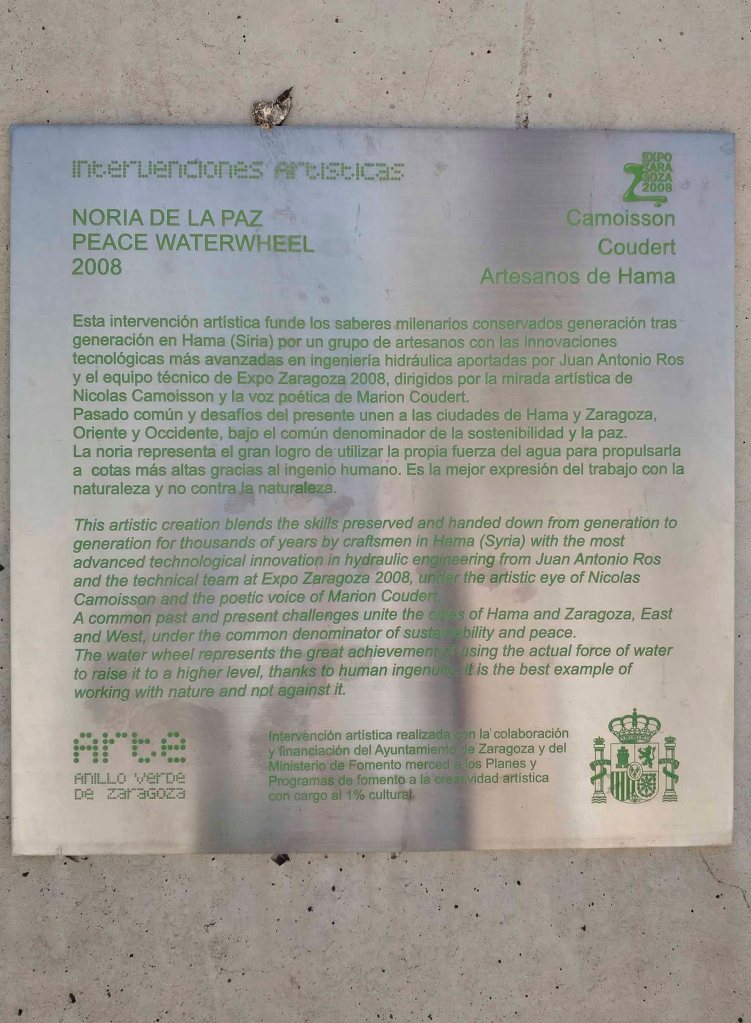 Intervenciones Artísticas
EXPO
ZARA
GOZA
2008
NORIA DE LA PAZ
PEACE WATERWHEEL
2008
Camoisson
Coudert
Artesanos de Hama
Esta intervención artística funde los saberes milenarios conservados generación tras
generación en Hama (Siria) por un grupo de artesanos con las innovaciones
tecnológicas más avanzadas en ingeniería hidráulica aportadas por Juan Antonio Ros
y el equipo técnico de Expo Zaragoza 2008, dirigidos por la mirada artística de
Nicolas Camoisson y la voz poética de Marion Coudert.
Pasado común y desafíos del presente unen a las ciudades de Hama y Zaragoza,
Oriente y Occidente, bajo el común denominador de la sostenibilidad y la paz.
La noria representa el gran logro de utilizar la propia fuerza del agua para propulsarla
a cotas más altas gracias al ingenio humano. Es la mejor expresión del trabajo con la
naturaleza y no contra la naturaleza.
This artistic creation blends the skills preserved and handed down from generation to
generation for thousands of years by craftsmen in Hama (Syria) with the most
advanced technological innovation in hydraulic engineering from Juan Antonio Ros
and the technical team at Expo Zaragoza 2008, under the artistic eye of Nicolas
Camoisson and the poetic voice of Marion Coudert.
A common past and present challenges unite the cities of Hama and Zaragoza, East
and West, under the common denominator of sustainability and peace.
The water wheel represents the great achievement of using the actual force of water
to raise it to a higher level, thanks to human ingenuity. It is the best example of
working with nature and not against it.
Arte
Anillo verde
de zaragoza
Intervención artística realizada con la colaboración
y financiación del Ayuntamiento de Zaragoza y del
Ministerio de Fomento merced a los Planes y
Programas de fomento a la creatividad artística
con cargo al 1% cultural.